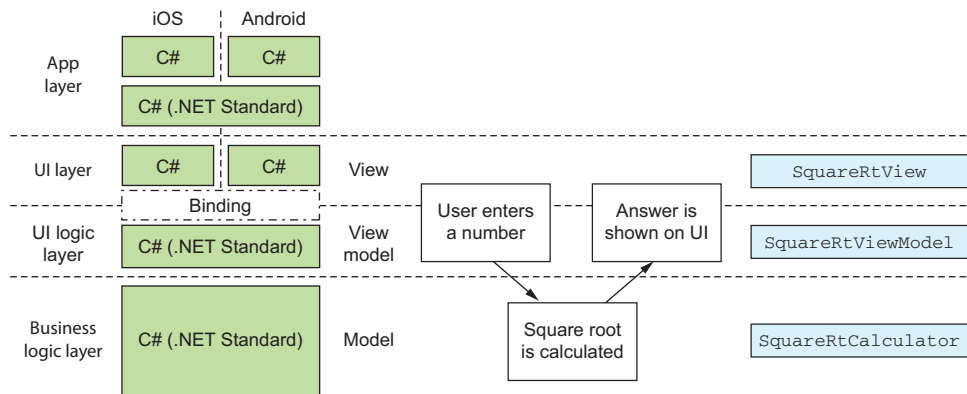 iOS
Android
App
layer
C#
C#
C# (.NET Standard)
UI layer
C#
C#
View
SquareRtView
Binding
User enters
a number
Answer is
shown on UI
UI logic
layer
C# (.NET Standard)
View
model
SquareRtViewModel
Business
logic layer
C# (.NET Standard)
Model
Square root
is calculated
SquareRtCalculator